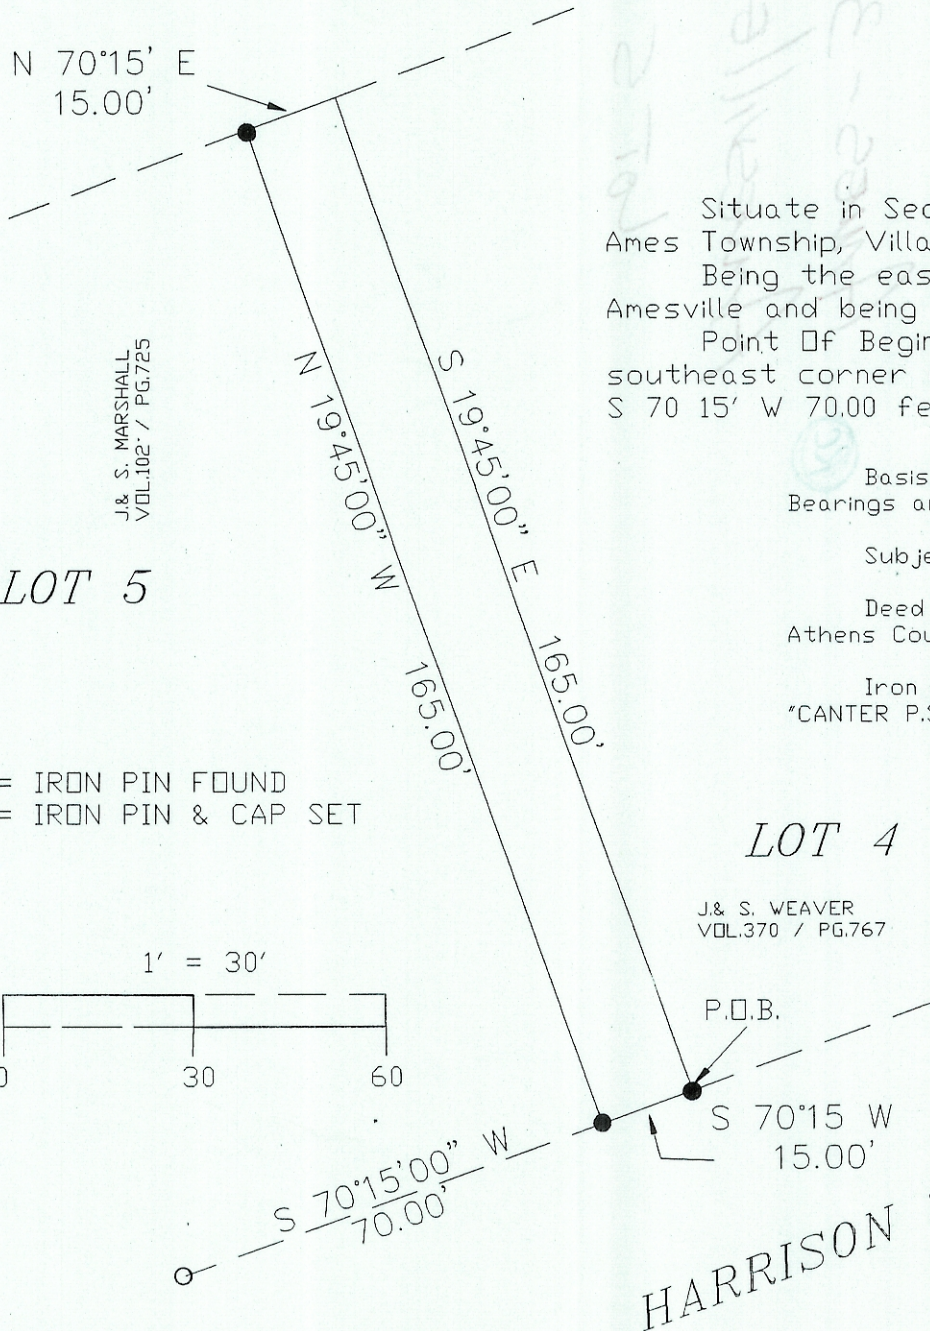 N 70°15' E
15.00'
Situate in Sec
Ames Township, Villa
Being the eas
Amesville and being
Point Of Begin
southeast corner
S 70 15' W 70.00 fe
J.& S. MARSHALL
VOL.102 / PG.725
N 19°45'00" W 165.00'
S 19°45'00" E 165.00'
Basis
Bearings a
Subje
Deed
Athens Cou
Iron
"CANTER P.S
LOT 5
= IRON PIN FOUND
= IRON PIN & CAP SET
LOT 4
J.& S. WEAVER
VOL.370 / PG.767
1' = 30'
0 30 60
P.O.B.
S 70°15 W
15.00'
S 70°15'00" W
70.00'
HARRISON